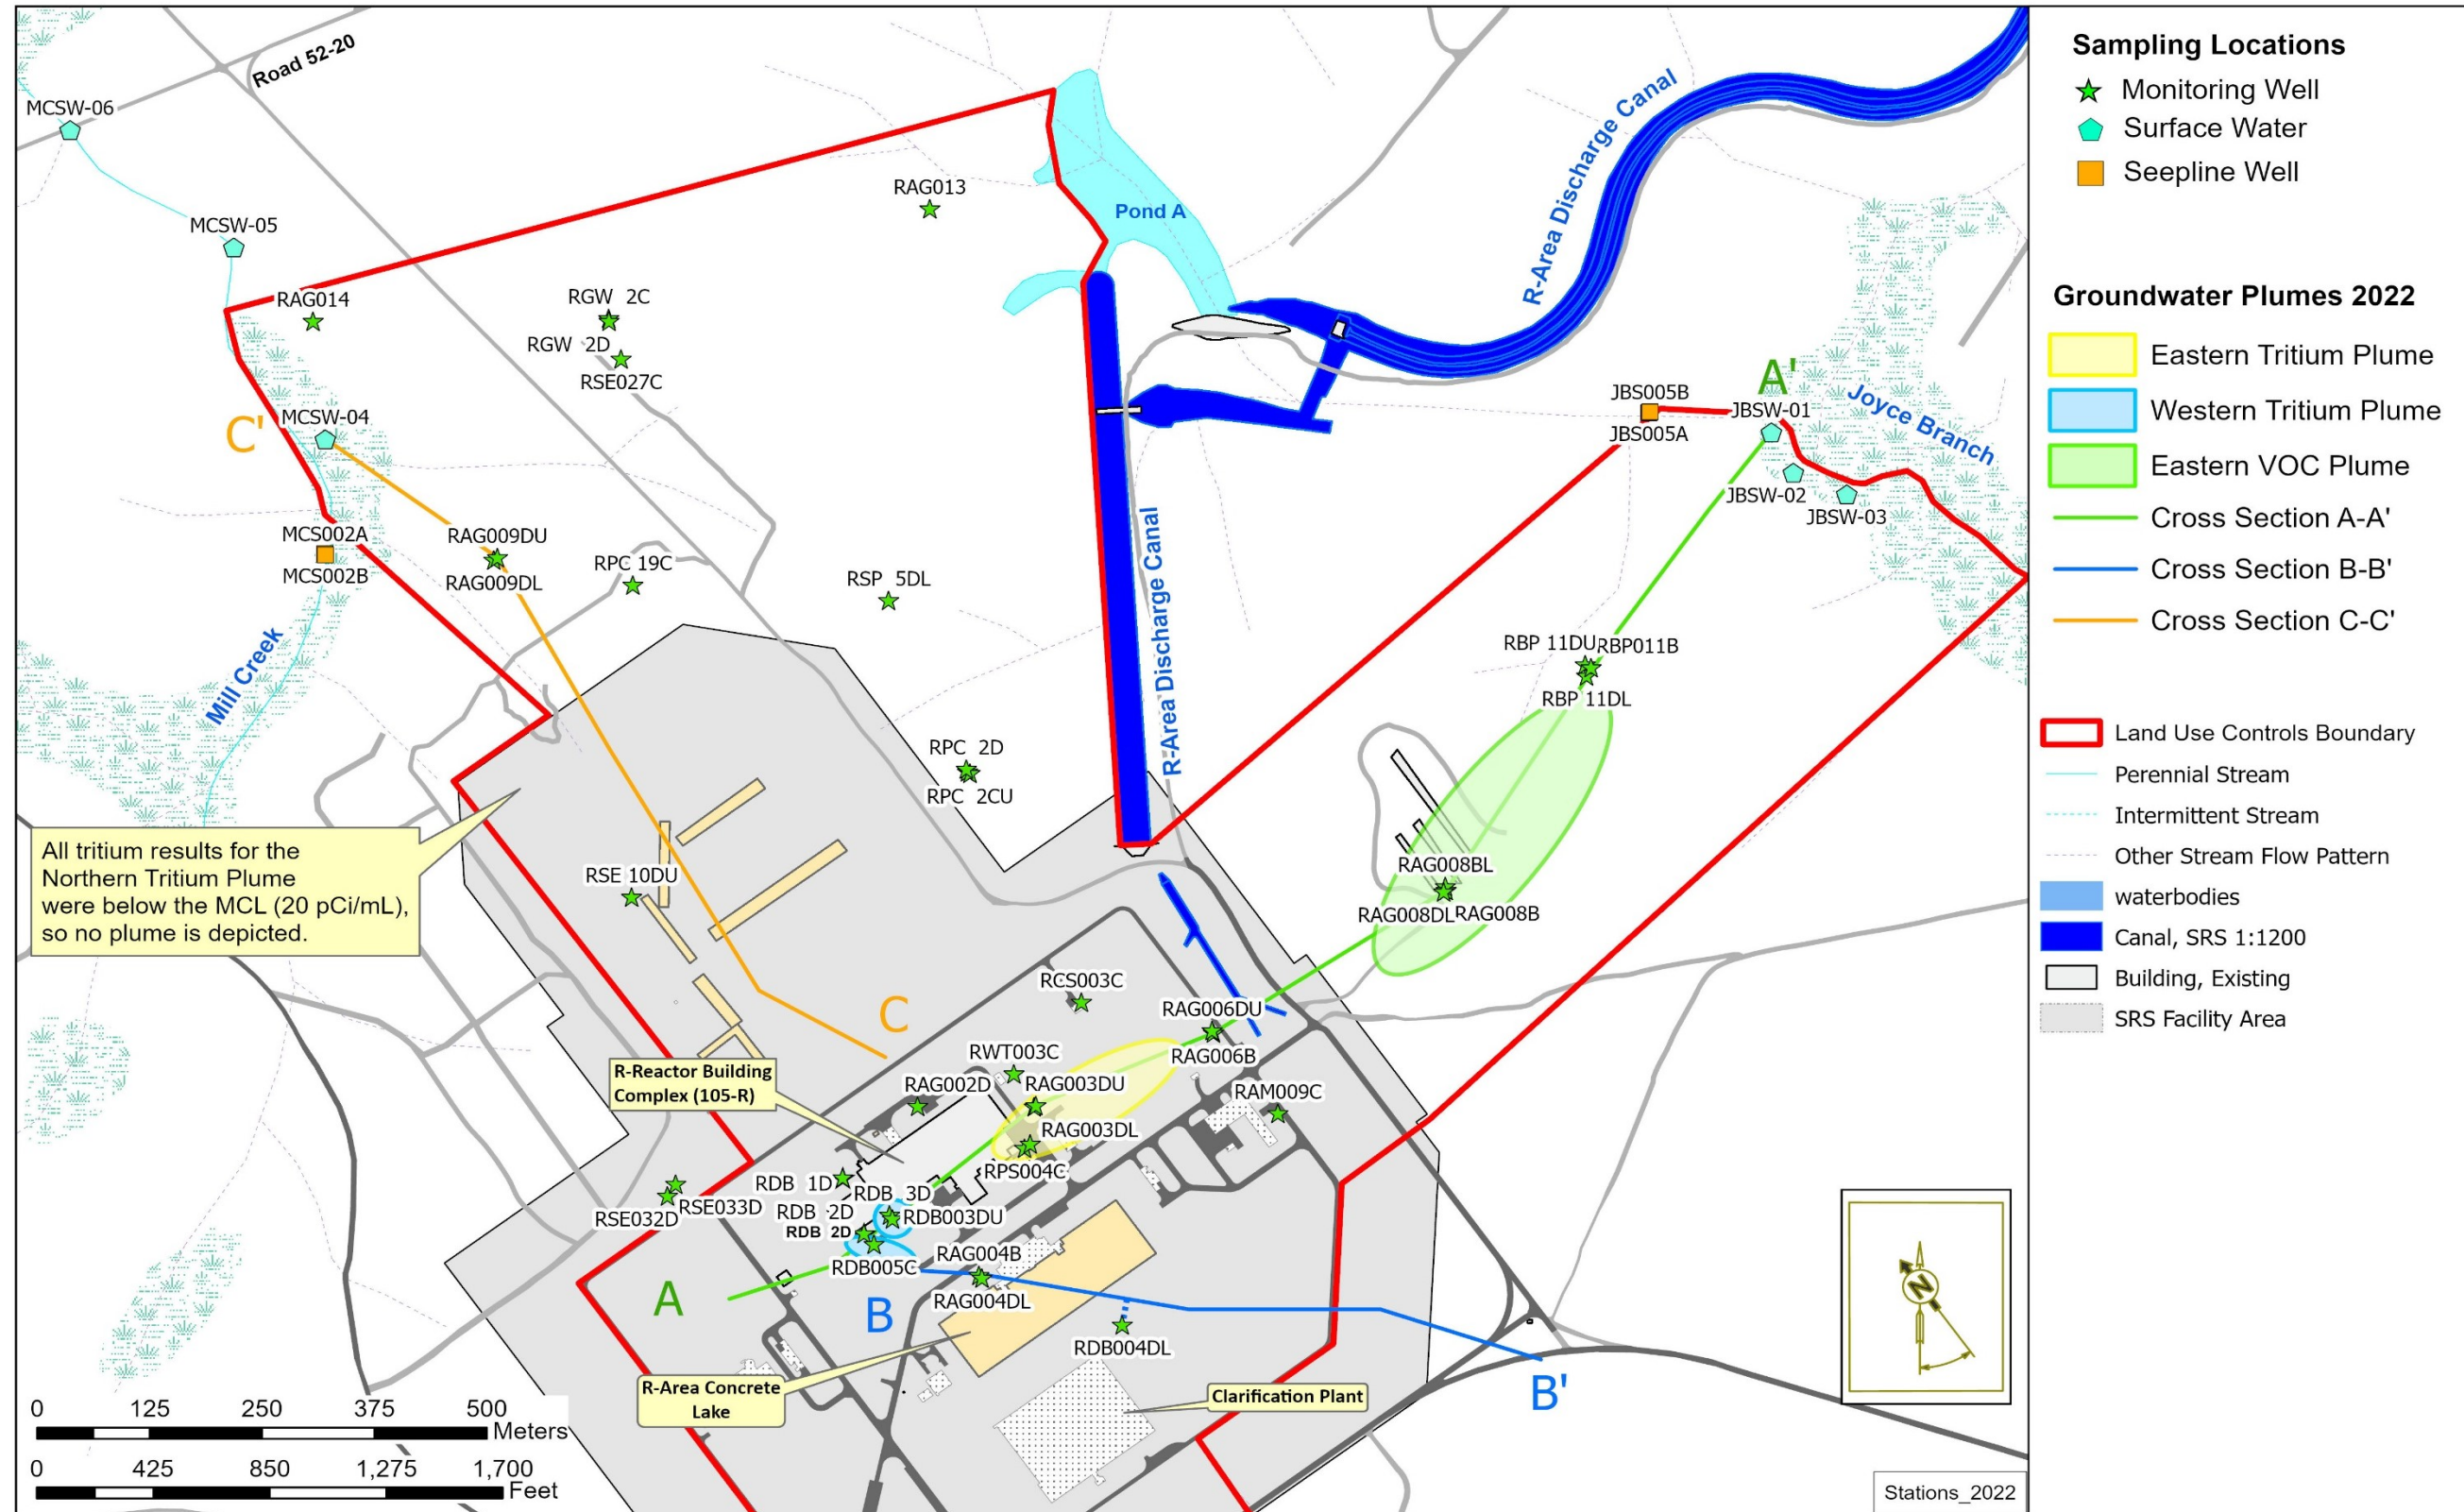 Road 52-20
MCSW-06
MCSW-05
RAG014
RAG013
Pond A
R-Area Discharge Canal
RGW 2C
RGW 2D
RSE027C
C'
MCSW-04
JBS005B
JBS005A
A'
JBSW-01
Joyce Branch
JBSW-02
JBSW-03
MCS002A
MCS002B
RAG009DU
RAG009DL
RPC 19C
RSP 5DL
R-Area Discharge Canal
Mill Creek
RBP 11DU
RBP011B
RBP 11DL
RPC 2D
RPC 2CU
All tritium results for the
Northern Tritium Plume
were below the MCL (20 pCi/mL),
so no plume is depicted.
RSE 10DU
RAG008BL
RAG008DL
RAG008B
C
RCS003C
RAG006DU
RAG006B
RWT003C
R-Reactor Building
Complex (105-R)
RAG002D
RAG003DU
RAM009C
RAG003DL
RPS004C
RDB 1D
RDB 3D
RSE033D
RSE032D
RDB 2D
RDB003DU
RDB 2D
RAG004B
RDB005C
A
B
RAG004DL
RDB004DL
R-Area Concrete
Lake
Clarification Plant
B'
N
0 125 250 375 500
Meters
0 425 850 1,275 1,700
Feet
Stations_2022
Sampling Locations
Monitoring Well
Surface Water
Seepline Well
Groundwater Plumes 2022
Eastern Tritium Plume
Western Tritium Plume
Eastern VOC Plume
Cross Section A-A'
Cross Section B-B'
Cross Section C-C'
Land Use Controls Boundary
Perennial Stream
Intermittent Stream
Other Stream Flow Pattern
waterbodies
Canal, SRS 1:1200
Building, Existing
SRS Facility Area